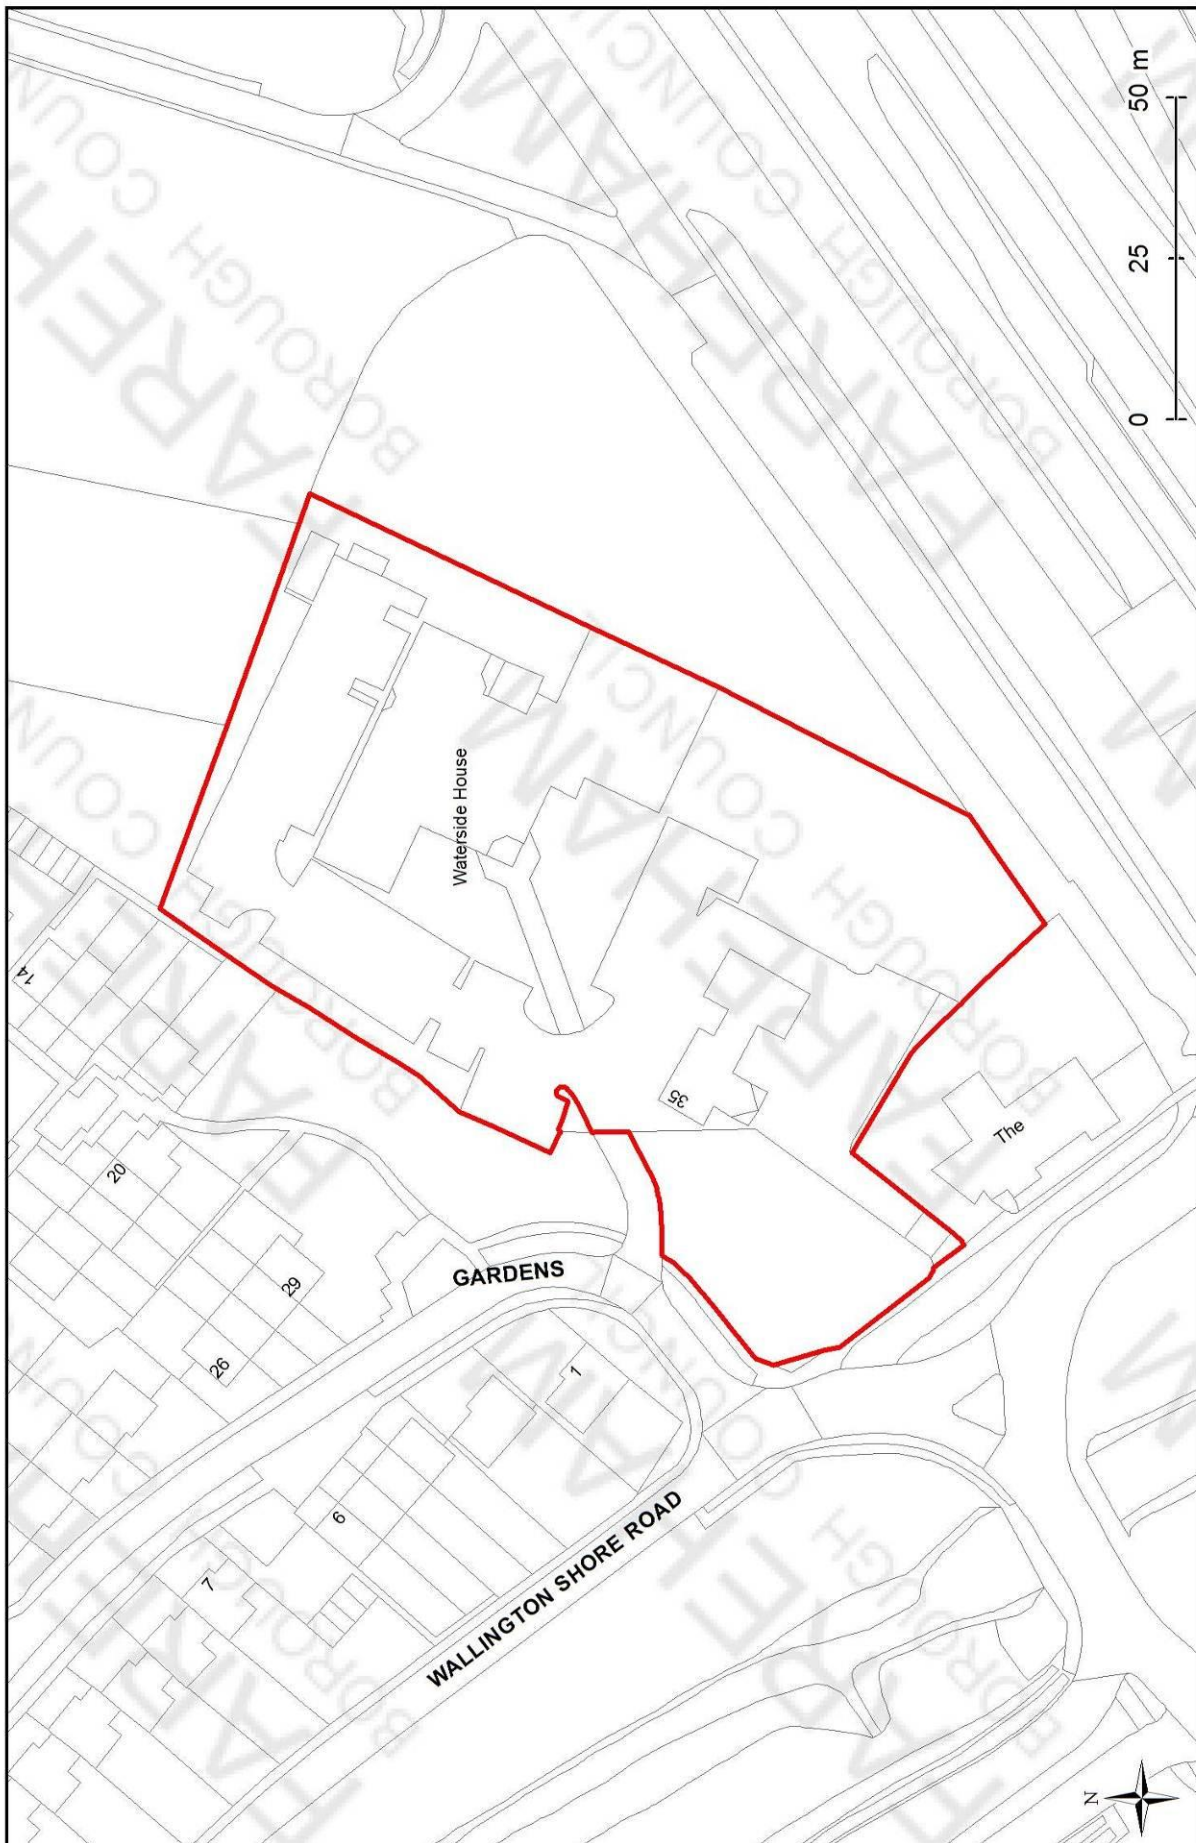 14
20
29
26
GARDENS
Waterside House
1
6
7
WALLINGTON SHORE ROAD
35
The
0 25 50 m
N
FAREHAM
BOROUGH COUNCIL